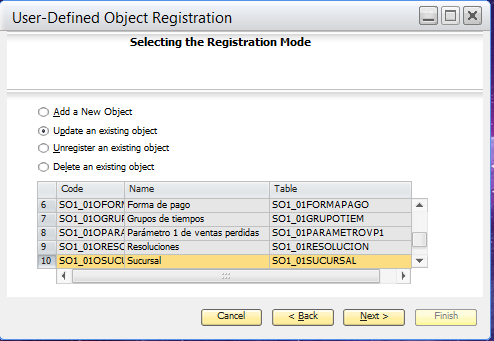 User-Defined Object Registration
Selecting the Registration Mode
Add a New Object
Update an existing object
Unregister an existing object
Delete an existing object
Code Name Table
6 SO1_01OFORM Forma de pago SO1_01FORMAPAGO
7 SO1_01OGRUP Grupos de tiempos SO1_01GRUPOTIEM
8 SO1_01OPARA Parámetro 1 de ventas perdidas SO1_01PARAMETROVP1
9 SO1_01ORESC Resoluciones SO1_01RESOLUCION
10 SO1_01OSUCU Sucursal SO1_01SUCURSAL
Cancel < Back Next > Finish